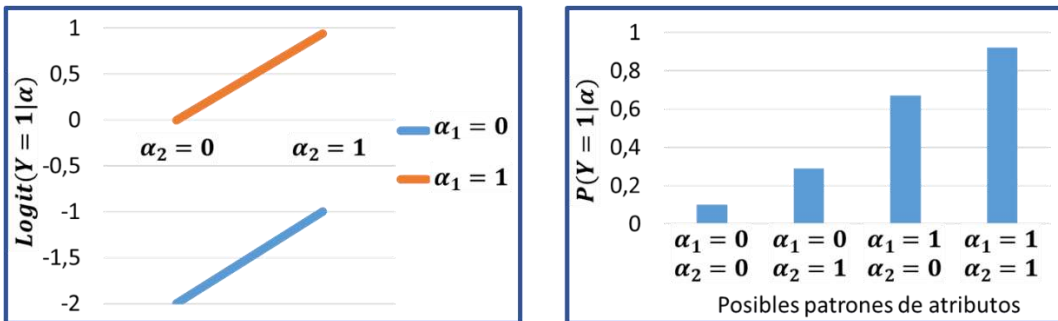 Logit(Y = 1|α)
1
0,5
0
-0,5
-1
-1,5
-2
α₂ = 0
α₂ = 1
α₁ = 0
α₁ = 1
P(Y = 1|α)
1
0,8
0,6
0,4
0,2
0
α₁ = 0 α₁ = 0 α₁ = 1 α₁ = 1
α₂ = 0 α₂ = 1 α₂ = 0 α₂ = 1
Posibles patrones de atributos